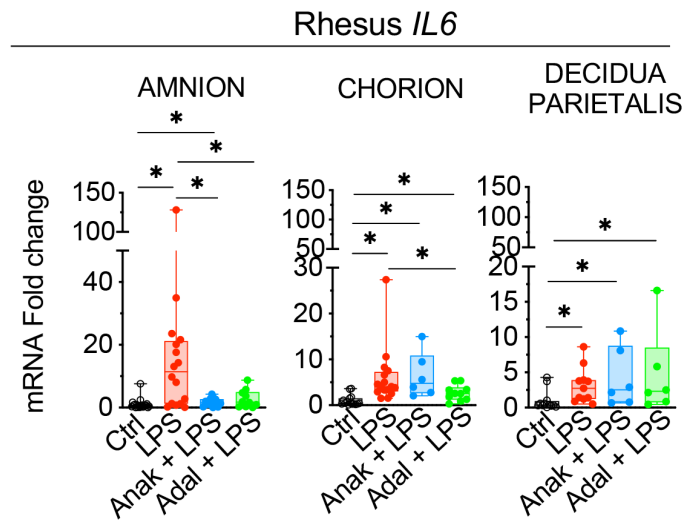 Rhesus IL6
AMNION
CHORION
DECIDUA
PARIETALIS
mRNA Fold change
150
100
40
20
0
*
*
*
*
Ctrl
LPS
Anak + LPS
Adal + LPS
150
100
50
30
20
10
0
*
*
*
*
Ctrl
LPS
Anak + LPS
Adal + LPS
150
100
50
20
15
10
5
0
*
*
*
Ctrl
LPS
Anak + LPS
Adal + LPS